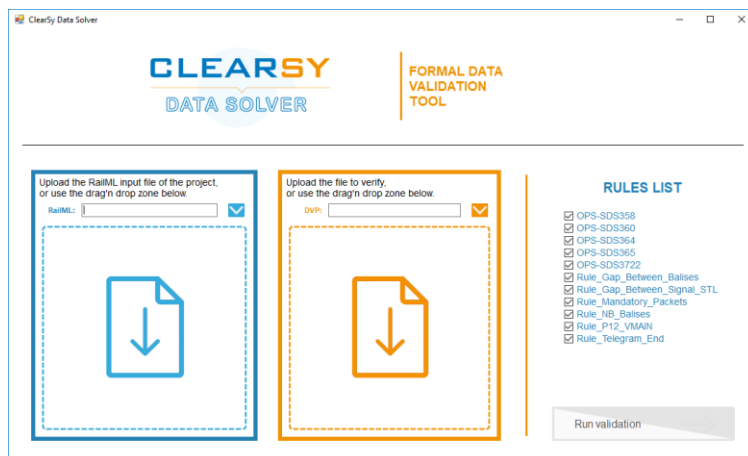 ClearSy Data Solver
CLEARSY
DATA SOLVER
FORMAL DATA
VALIDATION
TOOL
Upload the RailML input file of the project,
or use the drag'n drop zone below.
RailML:
Upload the file to verify,
or use the drag'n drop zone below.
DVP:
RULES LIST
OPS-SDS358
OPS-SDS360
OPS-SDS364
OPS-SDS365
OPS-SDS3722
Rule_Gap_Between_Balises
Rule_Gap_Between_Signal_STL
Rule_Mandatory_Packets
Rule_NB_Balises
Rule_P12_VMAIN
Rule_Telegram_End
Run validation